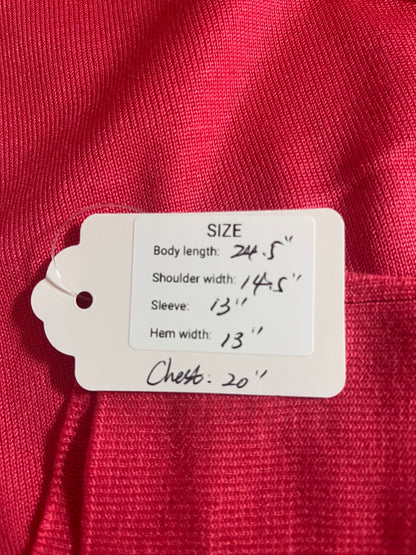 SIZE
Body length: 24.5"
Shoulder width: 14.5"
Sleeve: 13"
Hem width: 13"
Chest: 20"